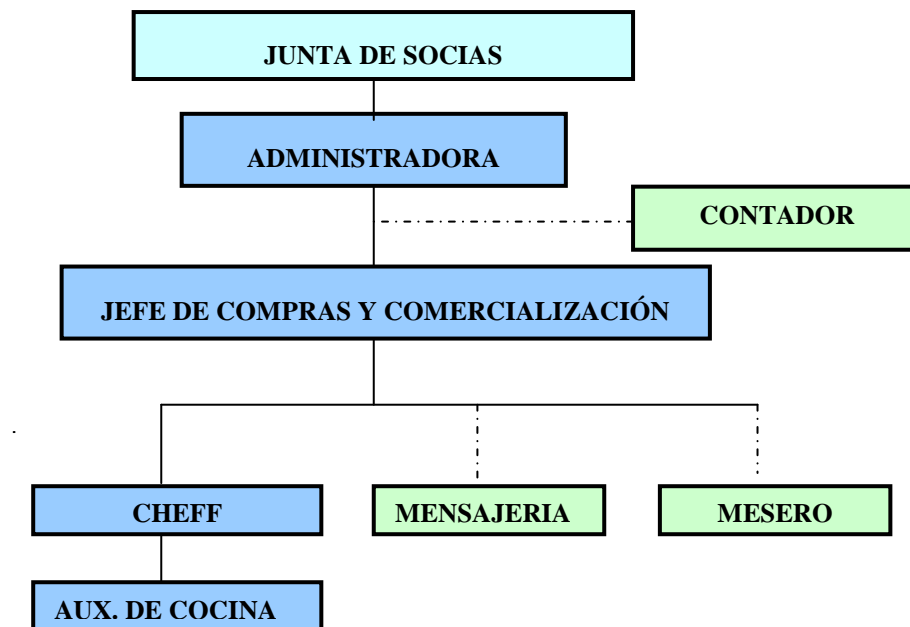 JUNTA DE SOCIAS
ADMINISTRADORA
CONTADOR
JEFE DE COMPRAS Y COMERCIALIZACIÓN
CHEFF
MENSAJERIA
MESERO
AUX. DE COCINA